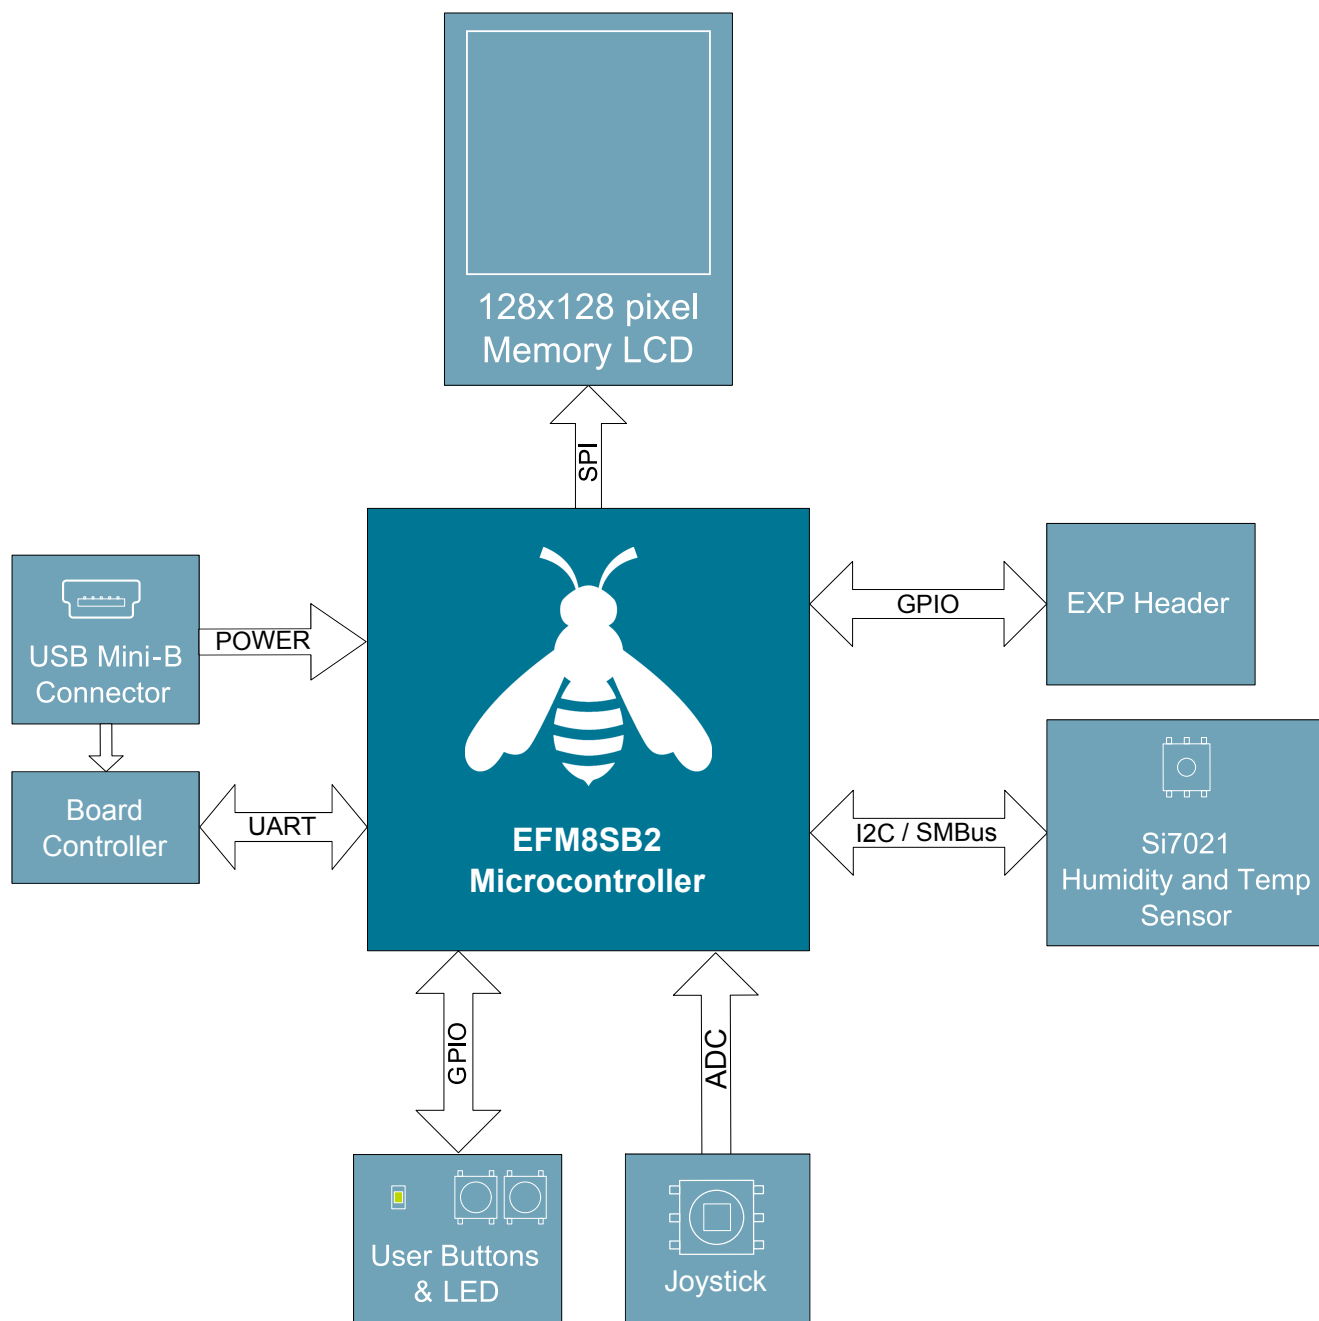 128x128 pixel
Memory LCD
SPI
USB Mini-B
Connector
POWER
GPIO
EXP Header
Board
Controller
UART
EFM8SB2
Microcontroller
I2C / SMBus
Si7021
Humidity and Temp
Sensor
GPIO
ADC
User Buttons
& LED
Joystick